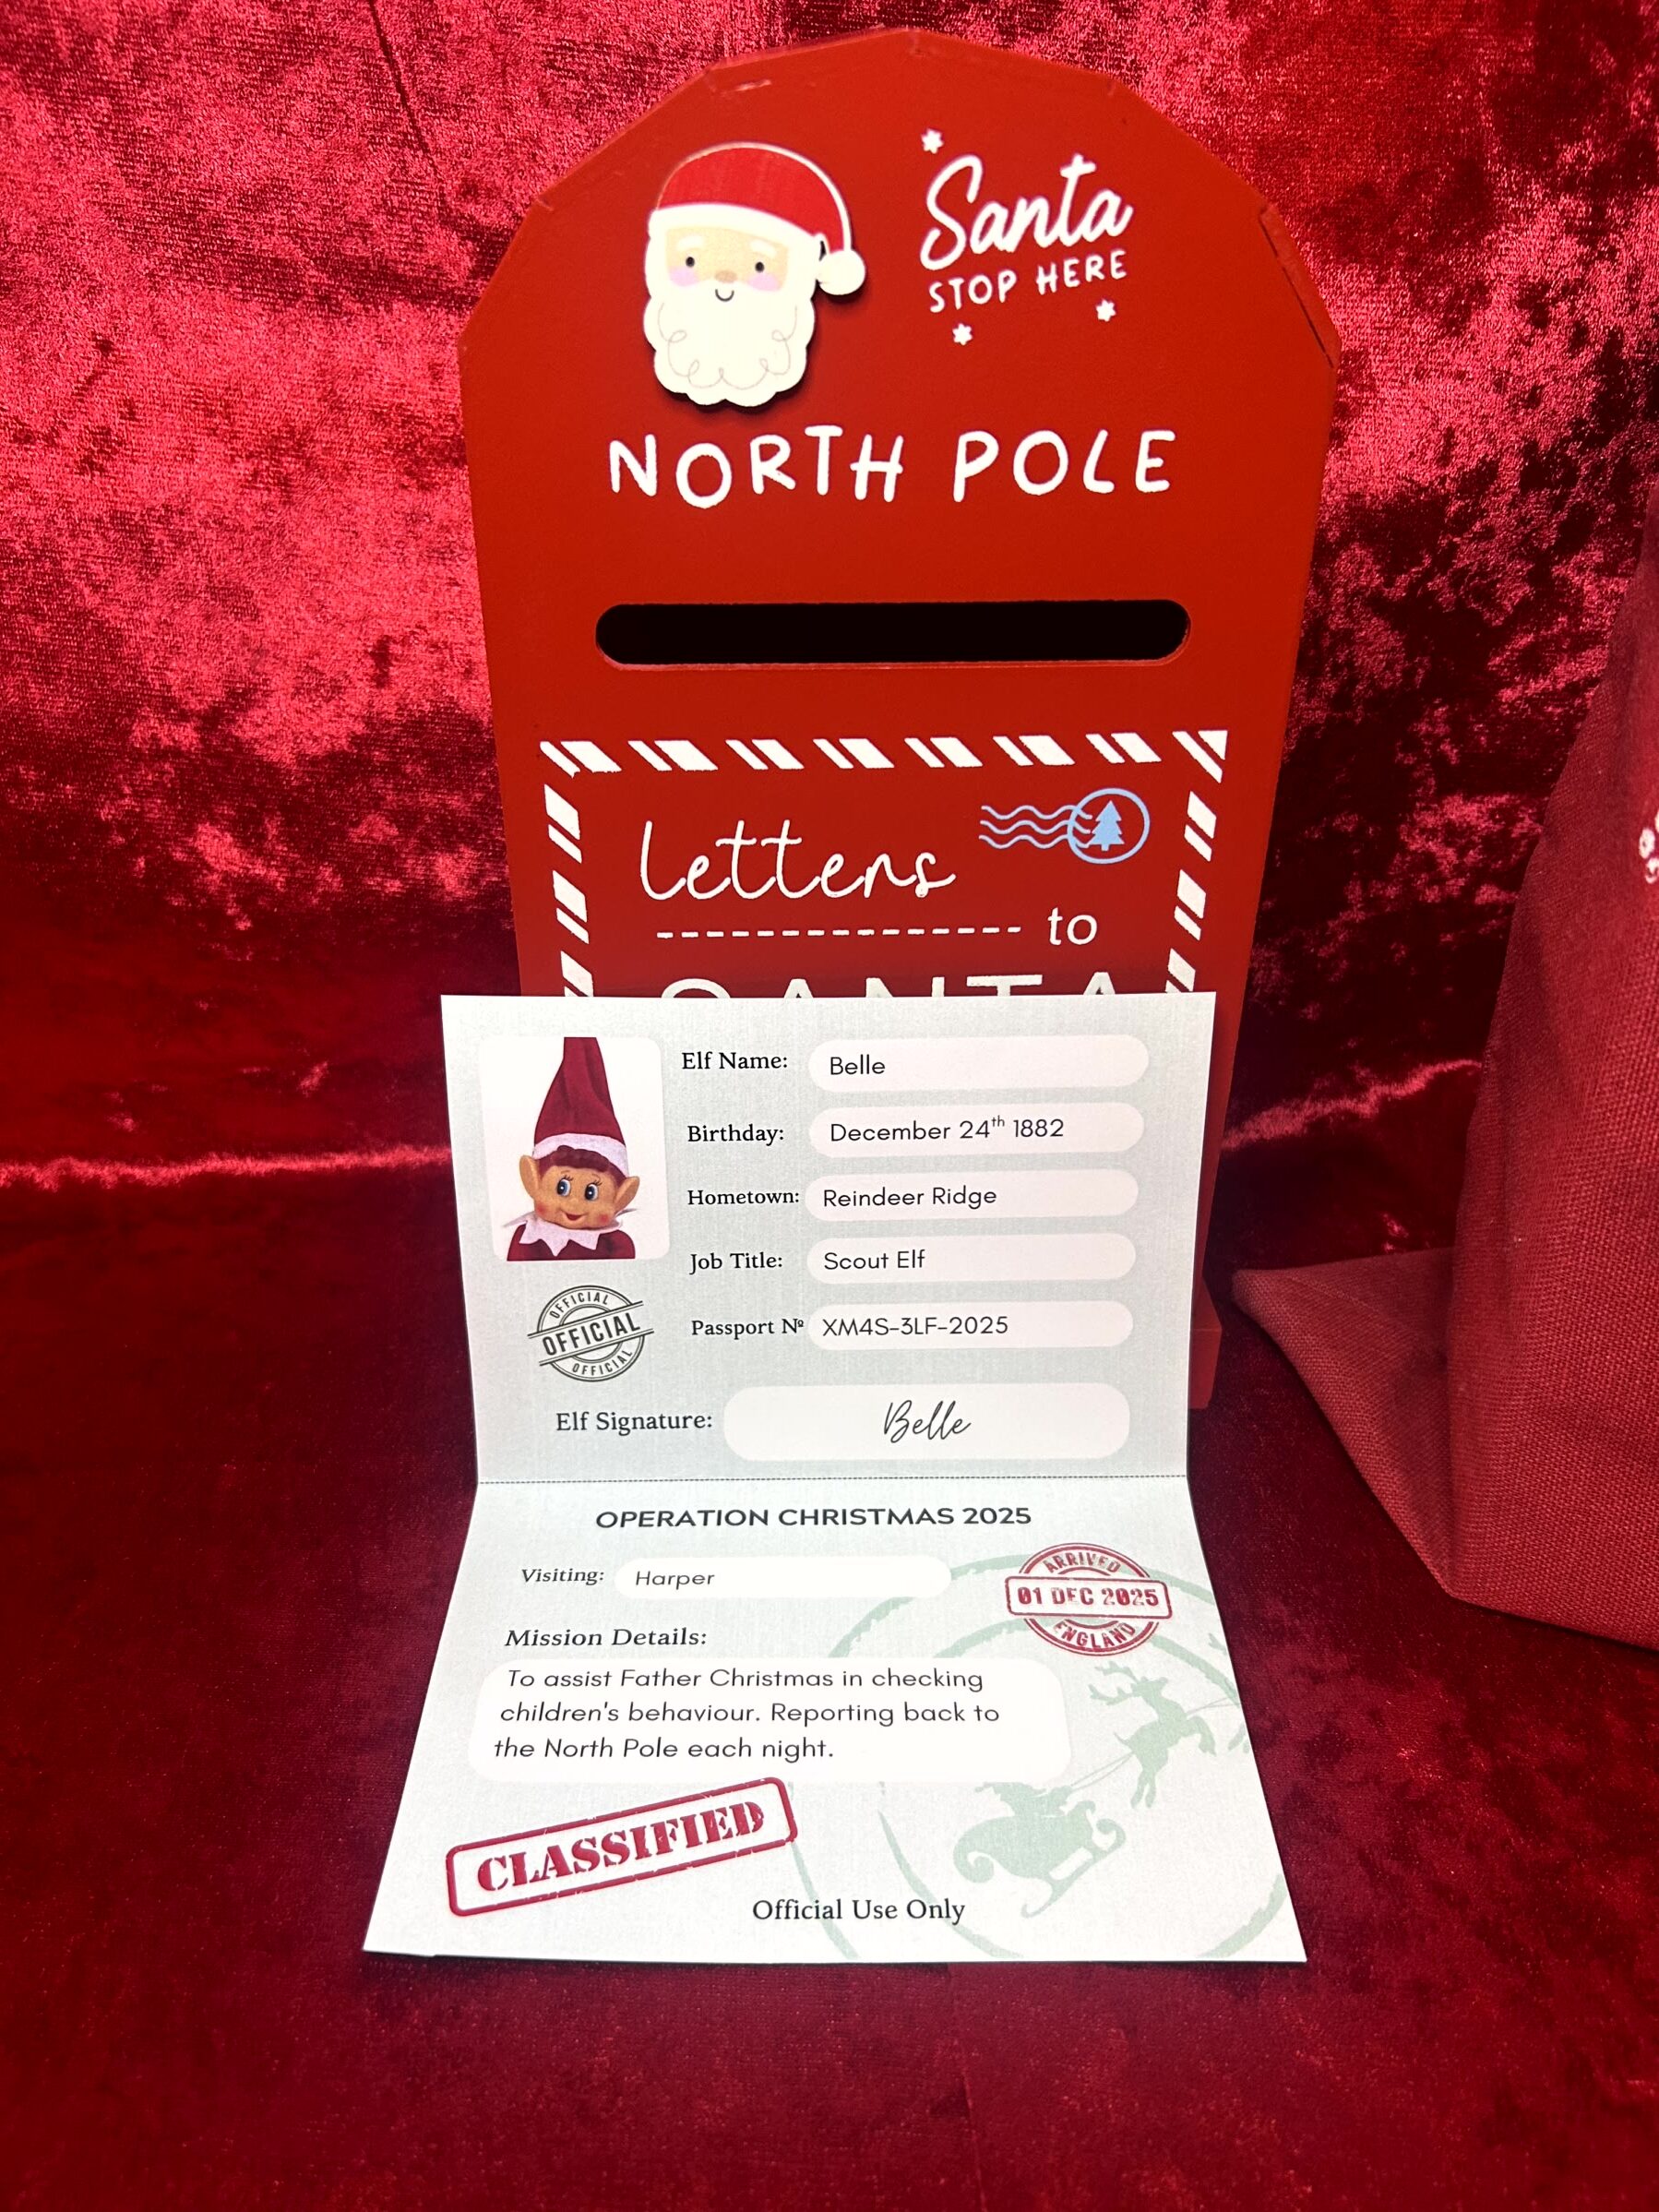 Santa
STOP HERE
NORTH POLE
letters
to
SANTA
Elf Name: Belle
Birthday: December 24th 1882
Hometown: Reindeer Ridge
Job Title: Scout Elf
Passport Nº XM4S-3LF-2025
OFFICIAL
OFFICIAL
OFFICIAL
Elf Signature: Belle
OPERATION CHRISTMAS 2025
Visiting: Harper
ARRIVED
01 DEC 2025
ENGLAND
Mission Details:
To assist Father Christmas in checking
children's behaviour. Reporting back to
the North Pole each night.
CLASSIFIED
Official Use Only